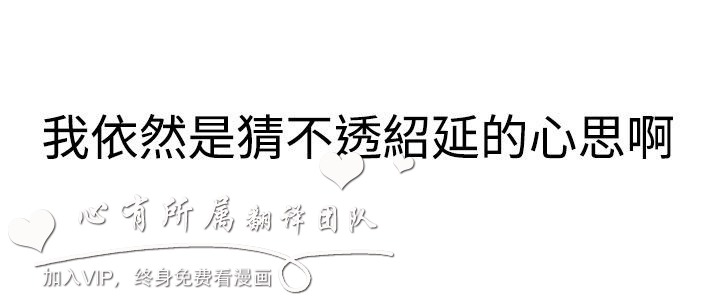 我依然是猜不透紹延的心思啊
心有所属翻译团队
加入VIP，终身免费看漫画